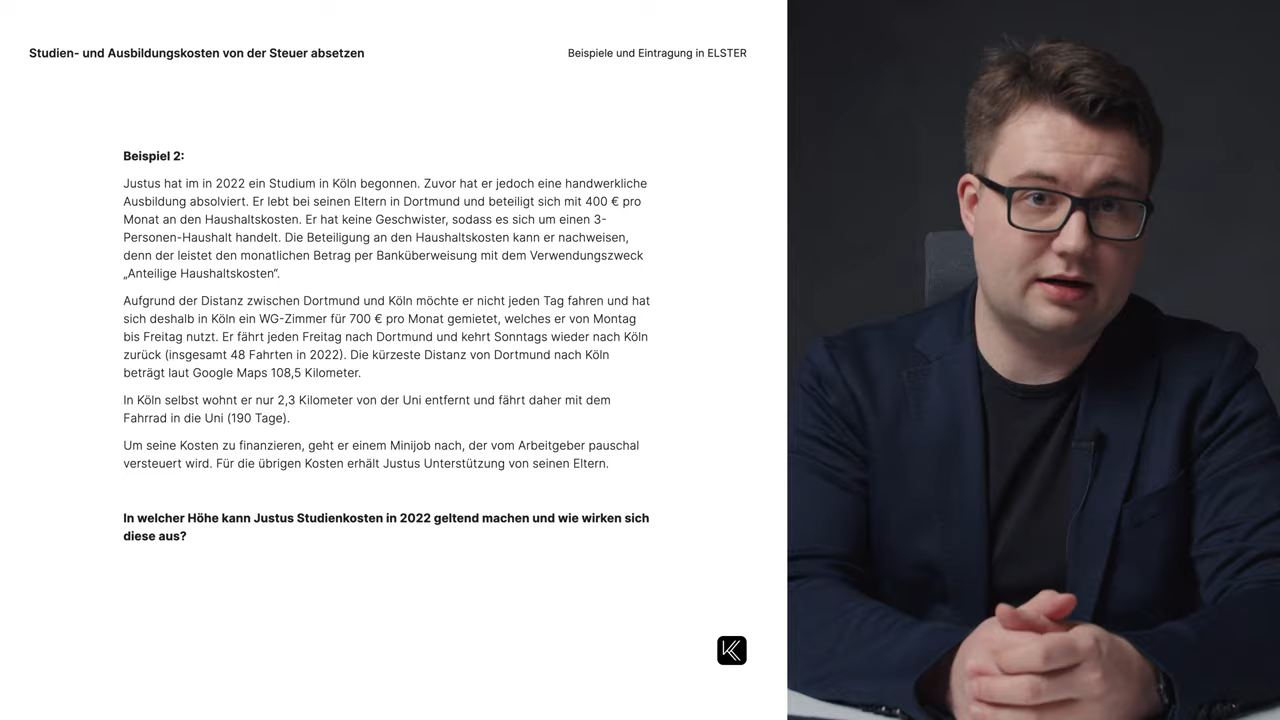 Studien- und Ausbildungskosten von der Steuer absetzen
Beispiele und Eintragung in ELSTER
Beispiel 2:
Justus hat im in 2022 ein Studium in Köln begonnen. Zuvor hat er jedoch eine handwerkliche
Ausbildung absolviert. Er lebt bei seinen Eltern in Dortmund und beteiligt sich mit 400 € pro
Monat an den Haushaltskosten. Er hat keine Geschwister, sodass es sich um einen 3-
Personen-Haushalt handelt. Die Beteiligung an den Haushaltskosten kann er nachweisen,
denn der leistet den monatlichen Betrag per Banküberweisung mit dem Verwendungszweck
„Anteilige Haushaltskosten“.
Aufgrund der Distanz zwischen Dortmund und Köln möchte er nicht jeden Tag fahren und hat
sich deshalb in Köln ein WG-Zimmer für 700 € pro Monat gemietet, welches er von Montag
bis Freitag nutzt. Er fährt jeden Freitag nach Dortmund und kehrt Sonntags wieder nach Köln
zurück (insgesamt 48 Fahrten in 2022). Die kürzeste Distanz von Dortmund nach Köln
beträgt laut Google Maps 108,5 Kilometer.
In Köln selbst wohnt er nur 2,3 Kilometer von der Uni entfernt und fährt daher mit dem
Fahrrad in die Uni (190 Tage).
Um seine Kosten zu finanzieren, geht er einem Minijob nach, der vom Arbeitgeber pauschal
versteuert wird. Für die übrigen Kosten erhält Justus Unterstützung von seinen Eltern.
In welcher Höhe kann Justus Studienkosten in 2022 geltend machen und wie wirken sich
diese aus?